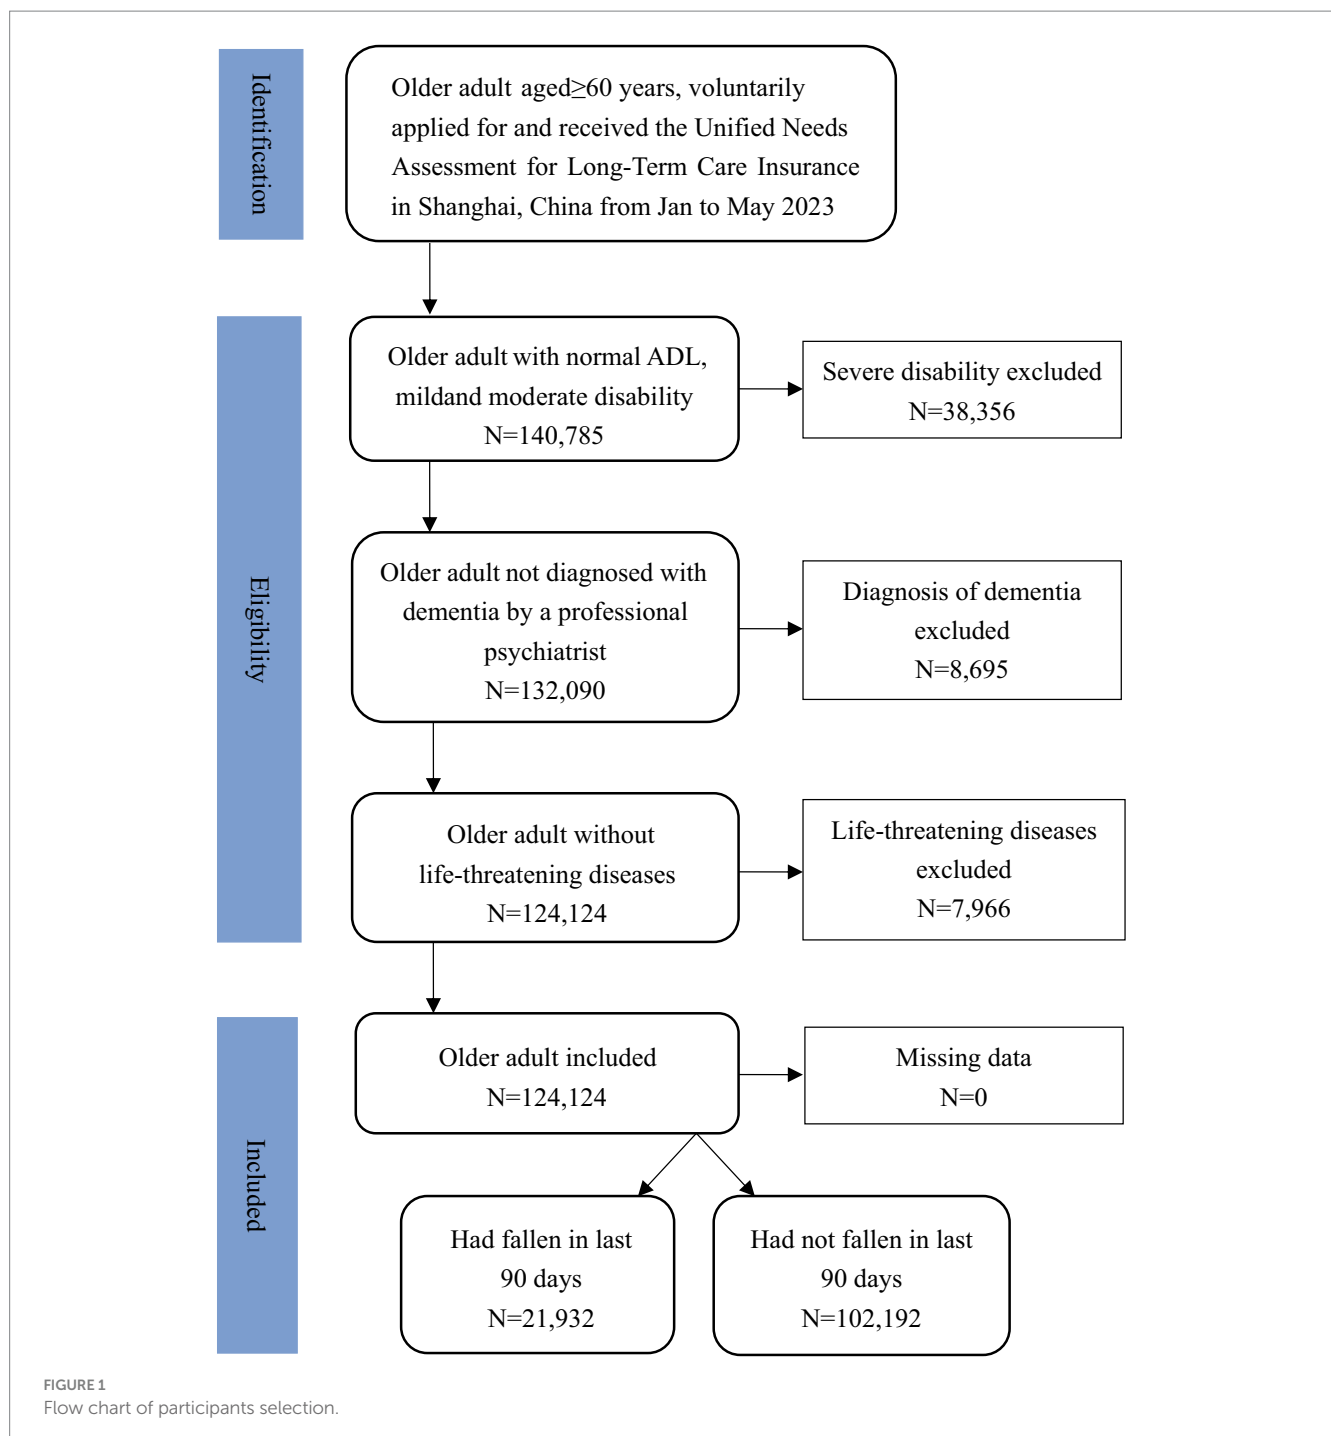 Identification
Older adult aged≥60 years, voluntarily
applied for and received the Unified Needs
Assessment for Long-Term Care Insurance
in Shanghai, China from Jan to May 2023
Eligibility
Older adult with normal ADL,
mildand moderate disability
N=140,785
Severe disability excluded
N=38,356
Older adult not diagnosed with
dementia by a professional
psychiatrist
N=132,090
Diagnosis of dementia
excluded
N=8,695
Older adult without
life-threatening diseases
N=124,124
Life-threatening diseases
excluded
N=7,966
Included
Older adult included
N=124,124
Missing data
N=0
Had fallen in last
90 days
N=21,932
Had not fallen in last
90 days
N=102,192
FIGURE 1
Flow chart of participants selection.